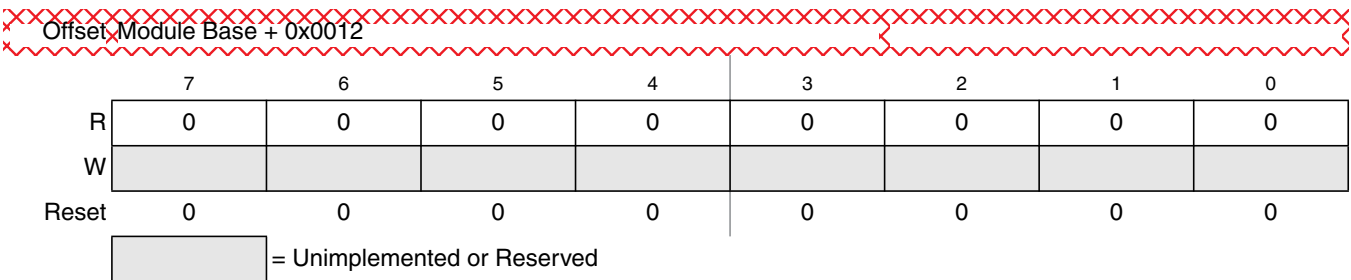 Offset Module Base + 0x0012
7 6 5 4 3 2 1 0
R 0 0 0 0 0 0 0 0
W
Reset 0 0 0 0 0 0 0 0
= Unimplemented or Reserved